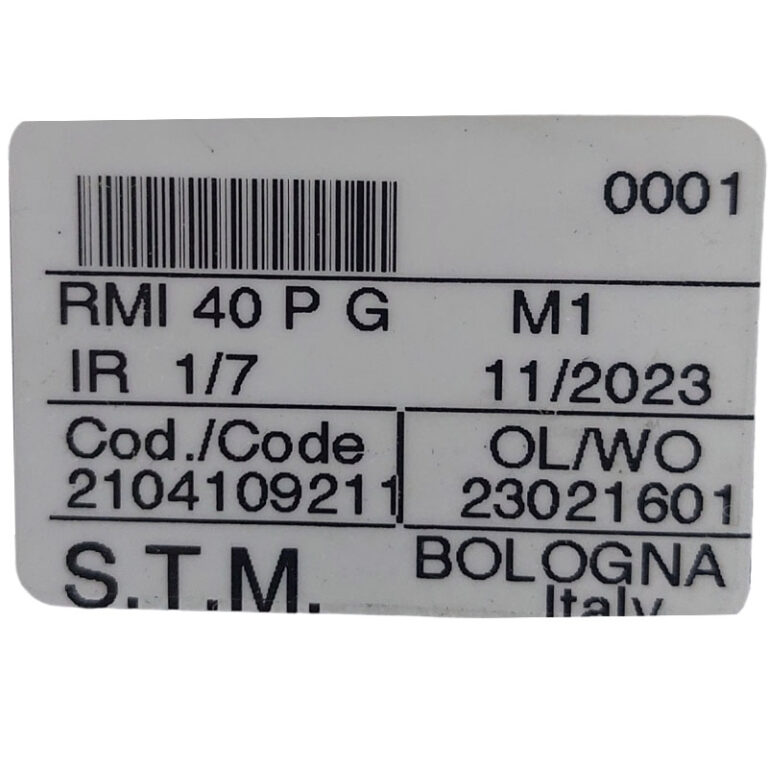 0001
RMI 40 P G M1
IR 1/7 11/2023
Cod./Code OL/WO
2104109211 23021601
S.T.M. BOLOGNA
Italy